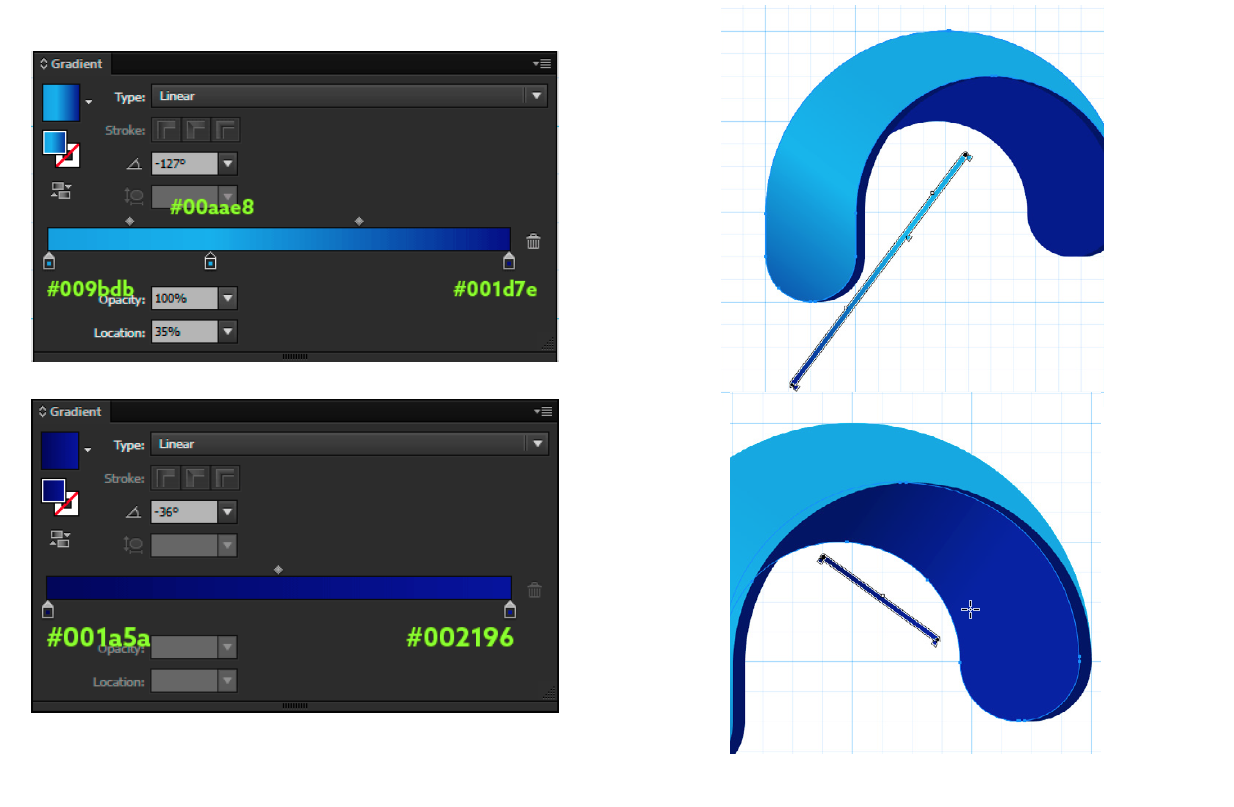 Gradient
Type: Linear
Stroke:
-127°
#00aae8
#009bdb
#001d7e
Opacity: 100%
Location: 35%
Gradient
Type: Linear
Stroke:
-36°
#001a5a
#002196
Opacity:
Location: